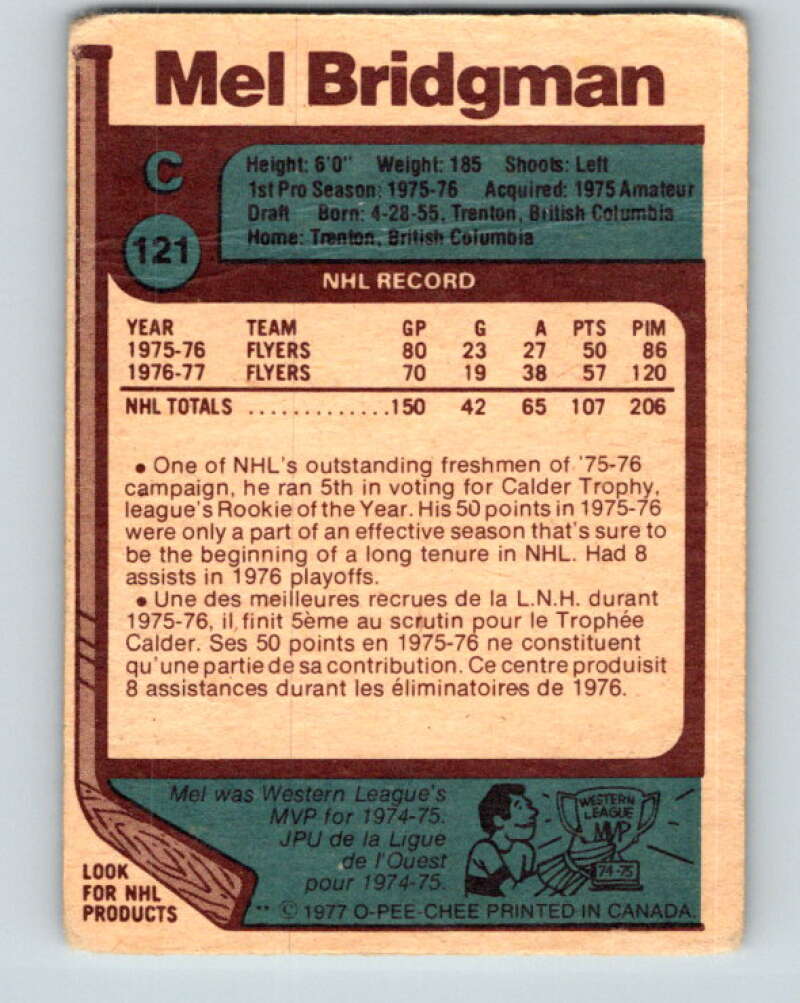 Mel Bridgman
C
121
Height: 6'0" Weight: 185 Shoots: Left
1st Pro Season: 1975-76 Acquired: 1975 Amateur
Draft Born: 4-28-55, Trenton, British Columbia
Home: Trenton, British Columbia
NHL RECORD
YEAR TEAM GP G A PTS PIM
1975-76 FLYERS 80 23 27 50 86
1976-77 FLYERS 70 19 38 57 120
NHL TOTALS .............150 42 65 107 206
• One of NHL's outstanding freshmen of '75-76
campaign, he ran 5th in voting for Calder Trophy,
league's Rookie of the Year. His 50 points in 1975-76
were only a part of an effective season that's sure to
be the beginning of a long tenure in NHL. Had 8
assists in 1976 playoffs.
• Une des meilleures recrues de la L.N.H. durant
1975-76, il finit 5ème au scrutin pour le Trophée
Calder. Ses 50 points en 1975-76 ne constituent
qu'une partie de sa contribution. Ce centre produisit
8 assistances durant les éliminatoires de 1976.
Mel was Western League's
MVP for 1974-75.
JPU de la Ligue
de l'Ouest
pour 1974-75.
WESTERN
LEAGUE
MVP
74-75
LOOK
FOR NHL
PRODUCTS
** © 1977 O-PEE-CHEE PRINTED IN CANADA.